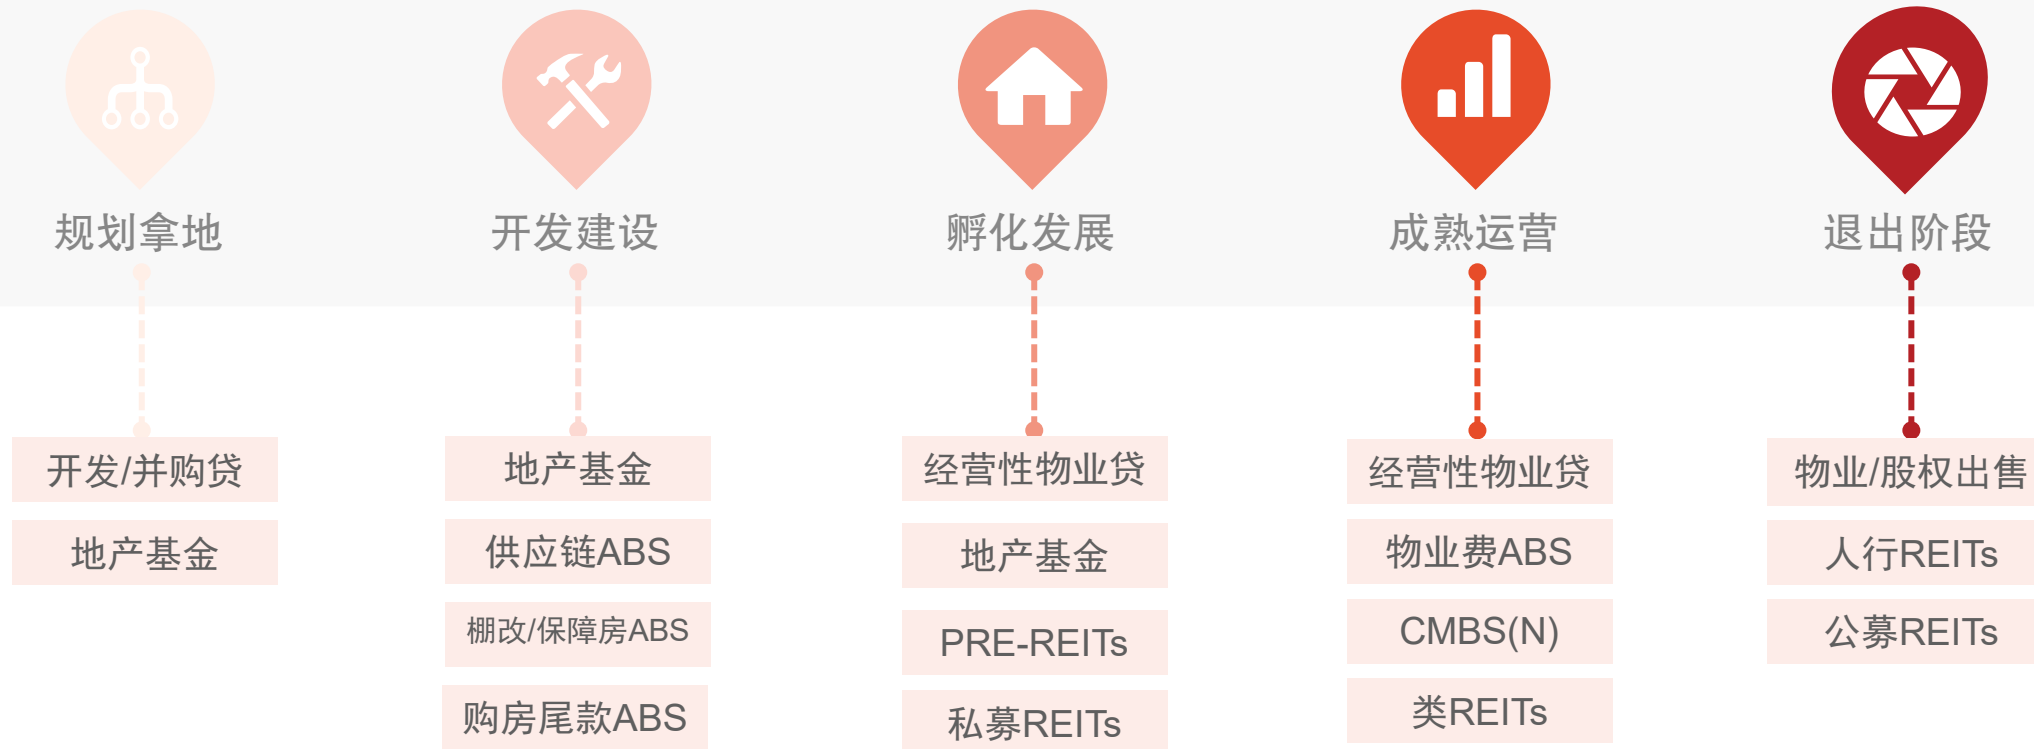 规划拿地
开发建设
孵化发展
成熟运营
退出阶段
开发/并购贷
地产基金
地产基金
供应链ABS
棚改/保障房ABS
购房尾款ABS
经营性物业贷
地产基金
PRE-REITs
私募REITs
经营性物业贷
物业费ABS
CMBS(N)
类REITs
物业/股权出售
人行REITs
公募REITs